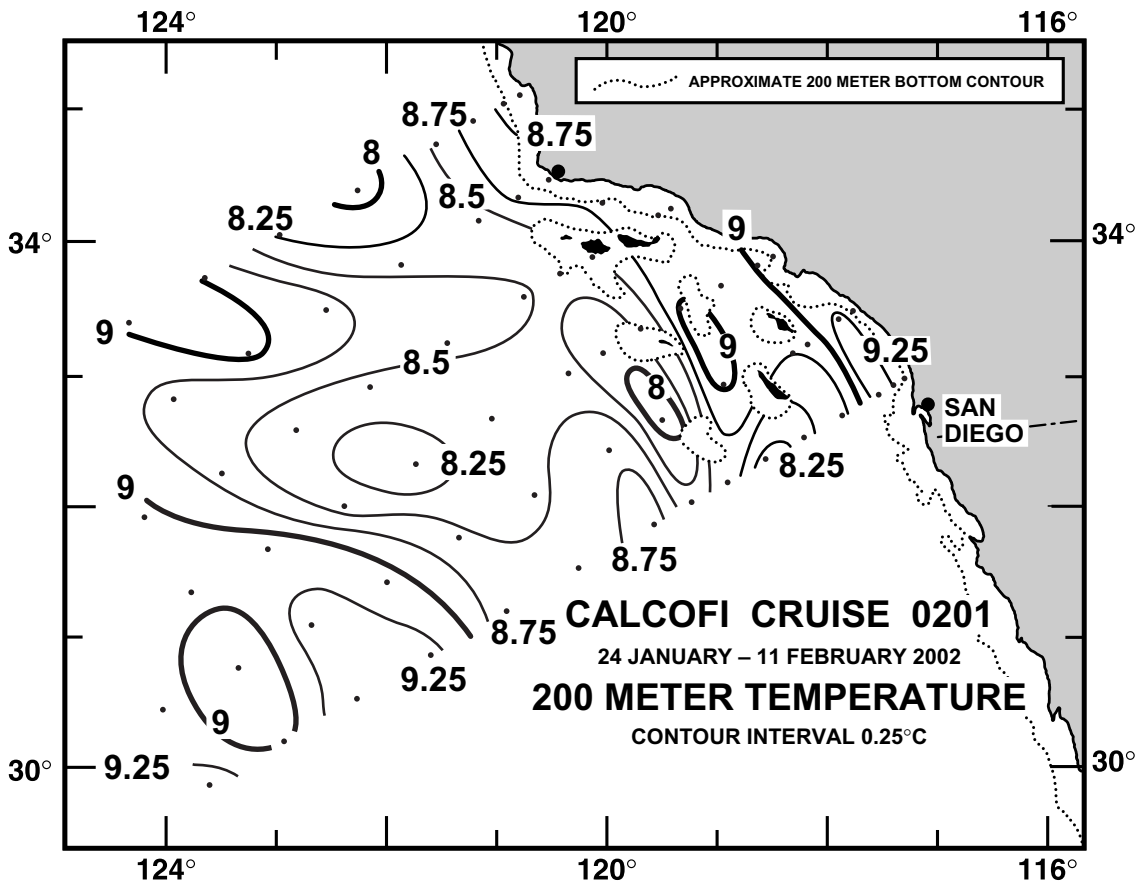 124° 120° 116°
APPROXIMATE 200 METER BOTTOM CONTOUR
8.75
8.75
8
8.5
8.25
9
34° 34°
9
9
9.25
8.5
8
SAN
DIEGO
8.25
8.25
9
8.75
CALCOFI CRUISE 0201
8.75
24 JANUARY – 11 FEBRUARY 2002
9.25
200 METER TEMPERATURE
9
CONTOUR INTERVAL 0.25°C
30° 30°
9.25
124° 120° 116°